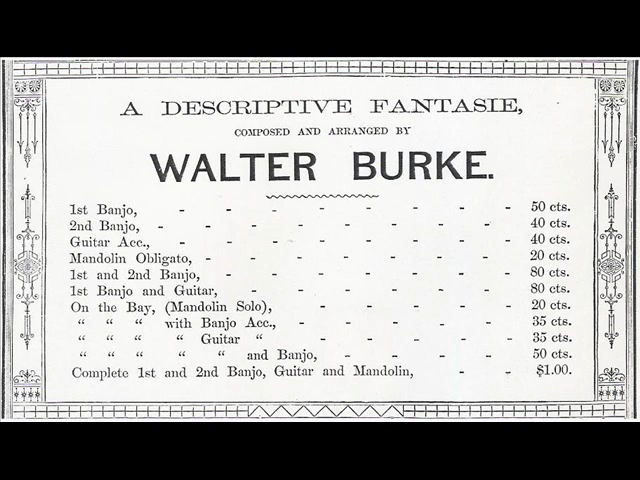 A DESCRIPTIVE FANTASIE,
COMPOSED AND ARRANGED BY
WALTER BURKE.
1st Banjo, - - - - - - - - 50 cts.
2nd Banjo, - - - - - - - - 40 cts.
Guitar Acc., - - - - - - - - 40 cts.
Mandolin Obligato, - - - - - - - 20 cts.
1st and 2nd Banjo, - - - - - - - 80 cts.
1st Banjo and Guitar, - - - - - - 80 cts.
On the Bay, (Mandolin Solo), - - - - - 20 cts.
" " " with Banjo Acc., - - - - - 35 cts.
" " " " Guitar " - - - - - 35 cts.
" " " " " and Banjo, - - - - 50 cts.
Complete 1st and 2nd Banjo, Guitar and Mandolin, - - $1.00.